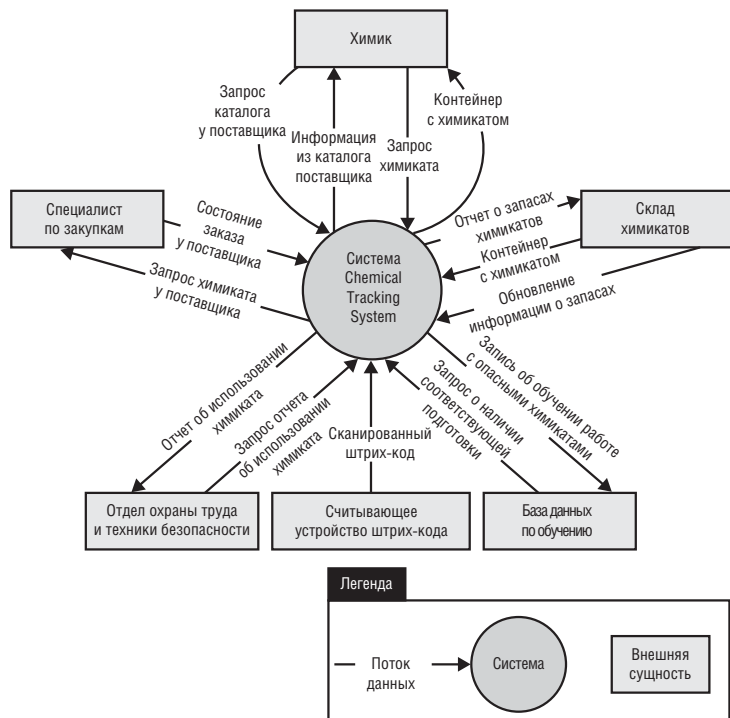 Химик
Запрос
каталога
у поставщика
Информация
из каталога
поставщика
Запрос
химиката
Контейнер
с химикатом
Специалист
по закупкам
Состояние
заказа
у поставщика
Запрос химиката
у поставщика
Система
Chemical
Tracking
System
Отчет о запасах
химикатов
Контейнер
с химикатом
Обновление
информации о запасах
Склад
химикатов
Отчет об использовании
химиката
Запрос отчета
об использовании
химиката
Сканированный
штрих-код
Запрос о наличии
соответствующей
подготовки
Запись об обучении работе
с опасными химикатами
Отдел охраны труда
и техники безопасности
Считывающее
устройство штрих-кода
База данных
по обучению
Легенда
Поток
данных
Система
Внешняя
сущность